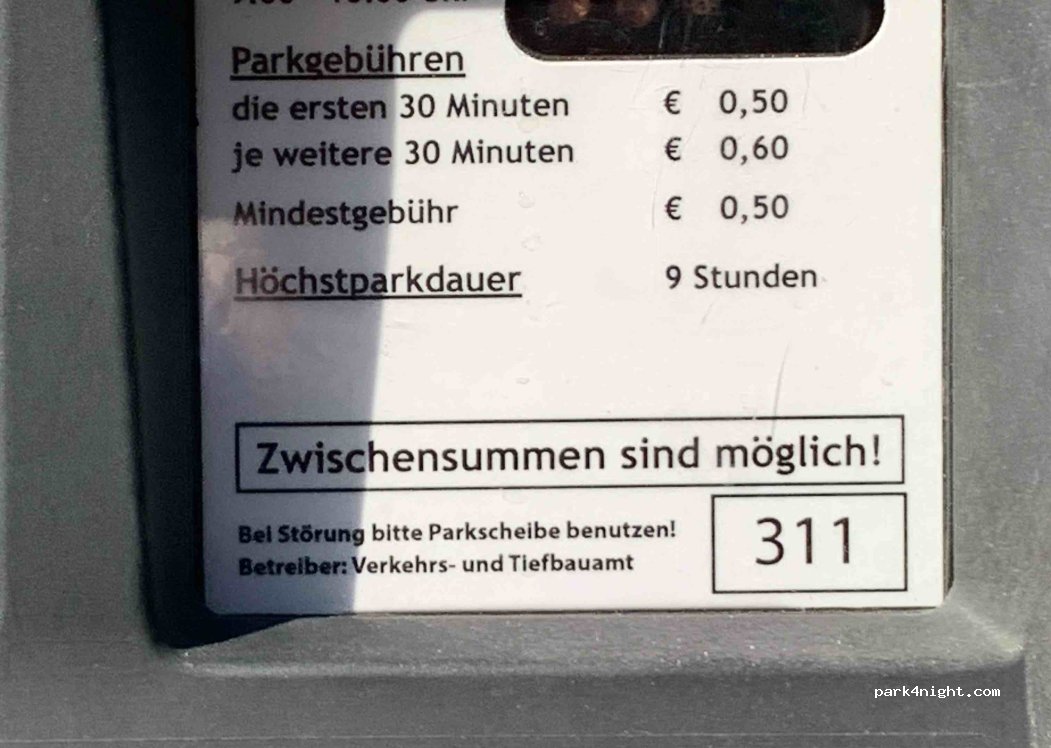 Parkgebühren
die ersten 30 Minuten € 0,50
je weitere 30 Minuten € 0,60
Mindestgebühr € 0,50
Höchstparkdauer 9 Stunden
Zwischensummen sind möglich!
Bei Störung bitte Parkscheibe benutzen!
Betreiber: Verkehrs- und Tiefbauamt
311
park4night.com